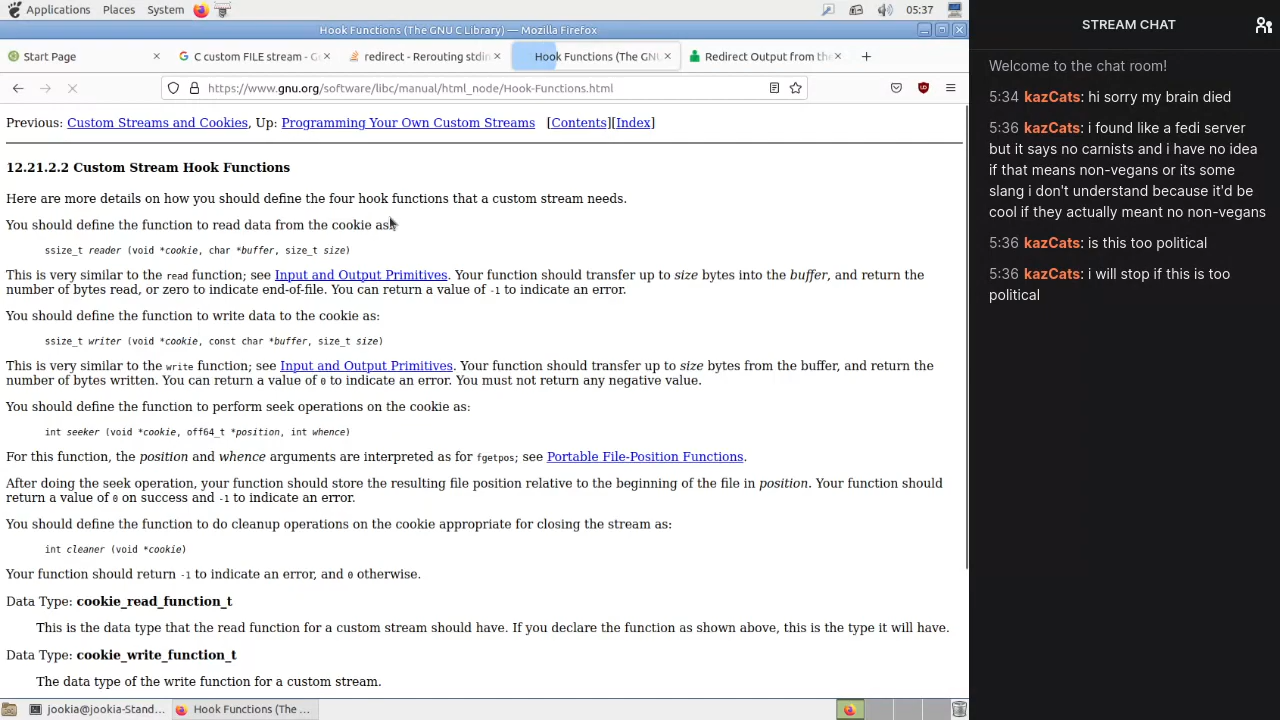 Applications Places System 05:37
Hook Functions (The GNU C Library) — Mozilla Firefox
Start Page × C custom FILE stream - G × redirect - Rerouting stdin × Hook Functions (The GNU × Redirect Output from the × +
https://www.gnu.org/software/libc/manual/html_node/Hook-Functions.html
Previous: Custom Streams and Cookies, Up: Programming Your Own Custom Streams [Contents][Index]
12.21.2.2 Custom Stream Hook Functions
Here are more details on how you should define the four hook functions that a custom stream needs.
You should define the function to read data from the cookie as:
ssize_t reader (void *cookie, char *buffer, size_t size)
This is very similar to the read function; see Input and Output Primitives. Your function should transfer up to size bytes into the buffer, and return the
number of bytes read, or zero to indicate end-of-file. You can return a value of -1 to indicate an error.
You should define the function to write data to the cookie as:
ssize_t writer (void *cookie, const char *buffer, size_t size)
This is very similar to the write function; see Input and Output Primitives. Your function should transfer up to size bytes from the buffer, and return the
number of bytes written. You can return a value of 0 to indicate an error. You must not return any negative value.
You should define the function to perform seek operations on the cookie as:
int seeker (void *cookie, off64_t *position, int whence)
For this function, the position and whence arguments are interpreted as for fgetpos; see Portable File-Position Functions.
After doing the seek operation, your function should store the resulting file position relative to the beginning of the file in position. Your function should
return a value of 0 on success and -1 to indicate an error.
You should define the function to do cleanup operations on the cookie appropriate for closing the stream as:
int cleaner (void *cookie)
Your function should return -1 to indicate an error, and 0 otherwise.
Data Type: cookie_read_function_t
This is the data type that the read function for a custom stream should have. If you declare the function as shown above, this is the type it will have.
Data Type: cookie_write_function_t
The data type of the write function for a custom stream.
jookia@jookia-Stand... Hook Functions (The ...
STREAM CHAT
Welcome to the chat room!
5:34 kazCats: hi sorry my brain died
5:36 kazCats: i found like a fedi server
but it says no carnists and i have no idea
if that means non-vegans or its some
slang i don't understand because it'd be
cool if they actually meant no non-vegans
5:36 kazCats: is this too political
5:36 kazCats: i will stop if this is too
political